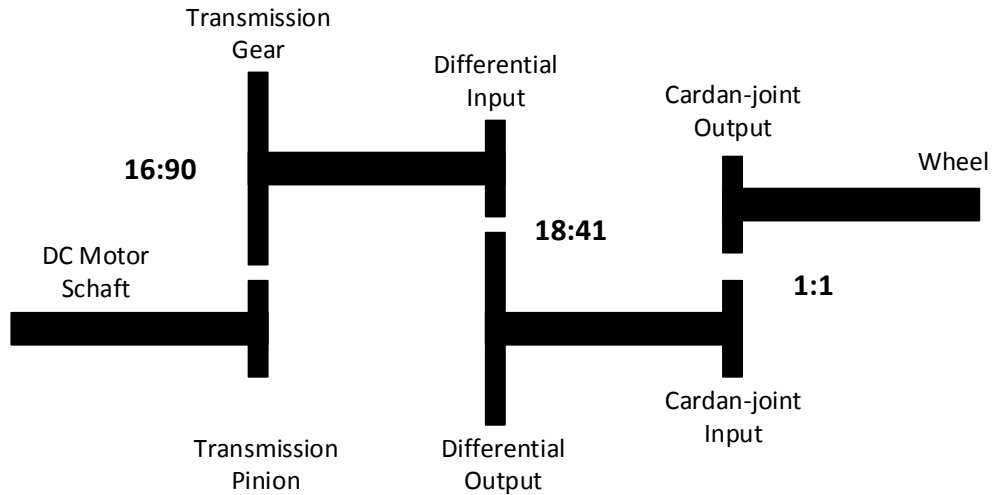 Transmission
Gear
Differential
Input
Cardan-joint
Output
Wheel
16:90
18:41
DC Motor
Schaft
1:1
Cardan-joint
Input
Transmission
Pinion
Differential
Output